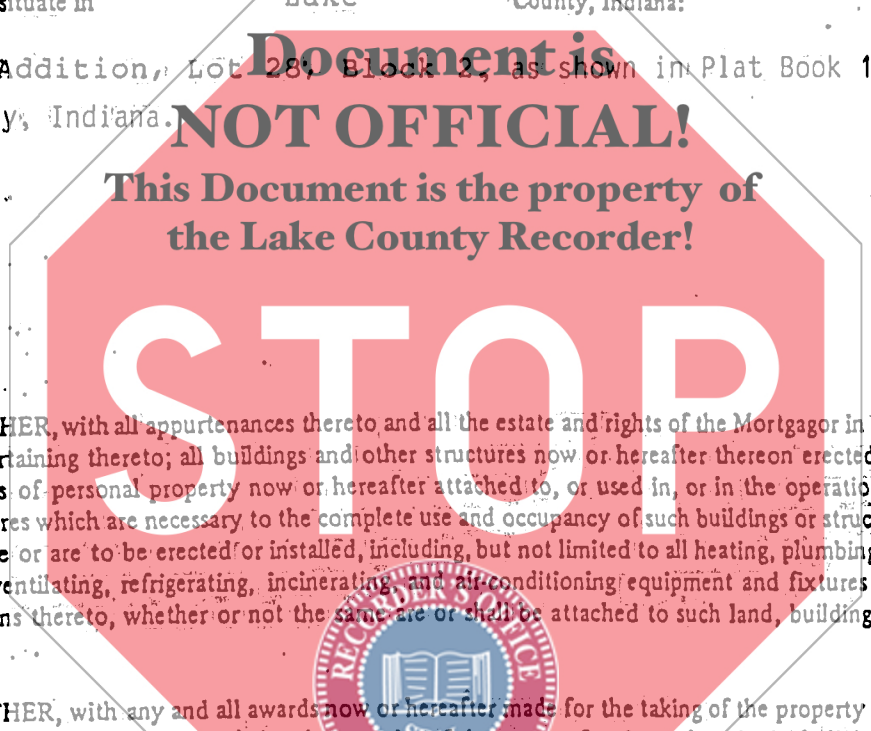 situate in Lake County, Indiana:
Document is
Addition, Lot 28, Block 2, as shown in Plat Book 1
y, Indiana.
NOT OFFICIAL!
This Document is the property of
the Lake County Recorder!
STOP
HER, with all appurtenances thereto and all the estate and rights of the Mortgagor in
rtaining thereto; all buildings and other structures now or hereafter thereon erected
s of personal property now or hereafter attached to, or used in, or in the operatio
res which are necessary to the complete use and occupancy of such buildings or struc
e or are to be erected or installed, including, but not limited to all heating, plumbing
ventilating, refrigerating, incinerating, and air-conditioning equipment and fixtures
ns thereto, whether or not the same are or shall be attached to such land, building
RECORDER'S OFFICE
HER, with any and all awards now or hereafter made for the taking of the property